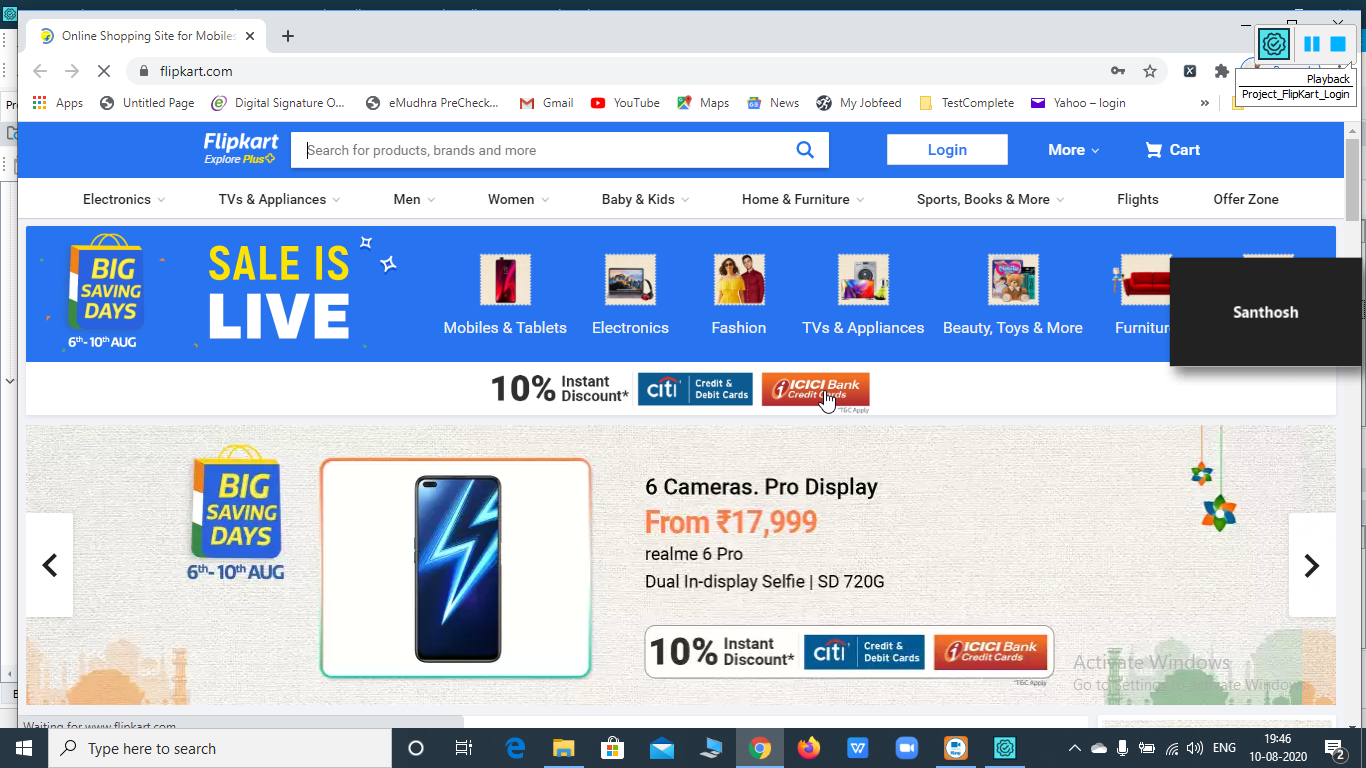 Online Shopping Site for Mobiles
flipkart.com
Playback
Project_FlipKart_Login
Apps
Untitled Page
Digital Signature O...
eMudhra PreCheck...
Gmail
YouTube
Maps
News
My Jobfeed
TestComplete
Yahoo – login
»
Flipkart
Explore Plus
Search for products, brands and more
Login
More
Cart
Electronics
TVs & Appliances
Men
Women
Baby & Kids
Home & Furniture
Sports, Books & More
Flights
Offer Zone
BIG
SAVING
DAYS
6th-10th AUG
SALE IS
LIVE
Mobiles & Tablets
Electronics
Fashion
TVs & Appliances
Beauty, Toys & More
Santhosh
10% Instant
Discount*
citi
Credit &
Debit Cards
ICICI Bank
Credit Cards
*T&C Apply
BIG
SAVING
DAYS
6th-10th AUG
6 Cameras. Pro Display
From ₹17,999
realme 6 Pro
Dual In-display Selfie | SD 720G
10% Instant
Discount*
citi
Credit &
Debit Cards
ICICI Bank
Credit Cards
*T&C Apply
Activate Windows
Go to Settings to activate Windows
Waiting for www.flipkart.com
Type here to search
ENG
19:46
10-08-2020
2